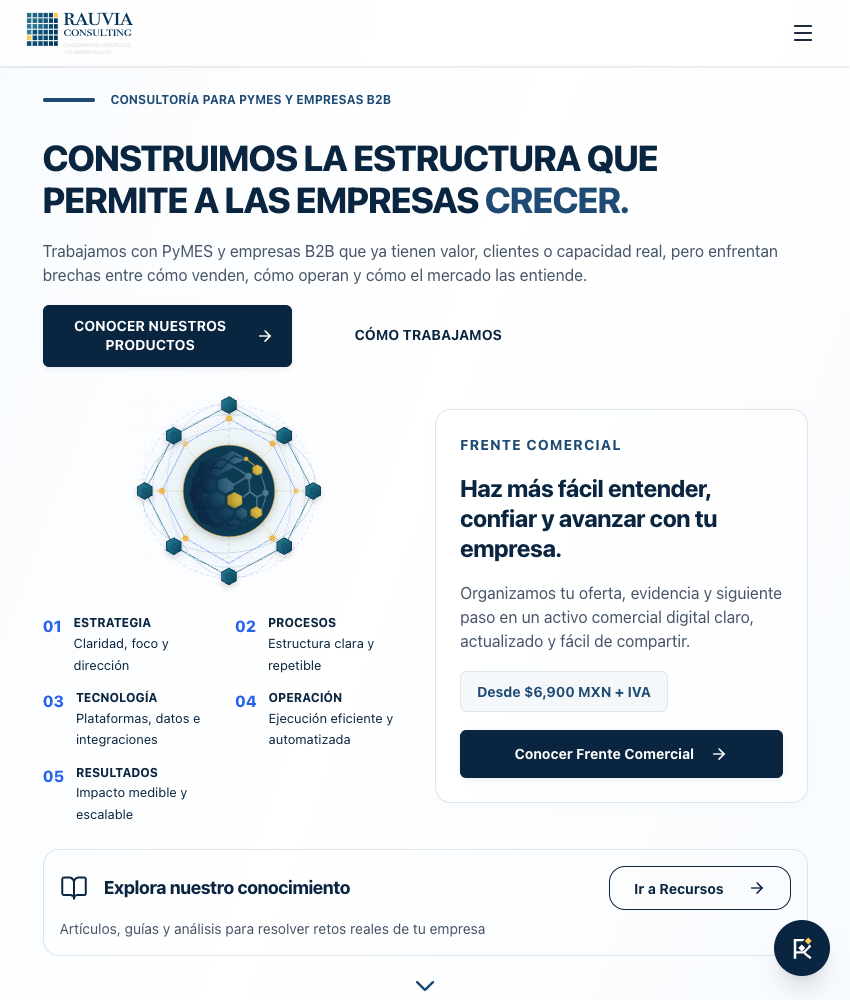 RAUVIA
CONSULTING
CONSULTORÍA PARA PYMES Y EMPRESAS B2B
CONSTRUIMOS LA ESTRUCTURA QUE
PERMITE A LAS EMPRESAS CRECER.
Trabajamos con PyMES y empresas B2B que ya tienen valor, clientes o capacidad real, pero enfrentan
brechas entre cómo venden, cómo operan y cómo el mercado las entiende.
CONOCER NUESTROS
PRODUCTOS
CÓMO TRABAJAMOS
01 ESTRATEGIA
Claridad, foco y
dirección
02 PROCESOS
Estructura clara y
repetible
03 TECNOLOGÍA
Plataformas, datos e
integraciones
04 OPERACIÓN
Ejecución eficiente y
automatizada
05 RESULTADOS
Impacto medible y
escalable
FRENTE COMERCIAL
Haz más fácil entender,
confiar y avanzar con tu
empresa.
Organizamos tu oferta, evidencia y siguiente
paso en un activo comercial digital claro,
actualizado y fácil de compartir.
Desde $6,900 MXN + IVA
Conocer Frente Comercial
Explora nuestro conocimiento
Ir a Recursos
Artículos, guías y análisis para resolver retos reales de tu empresa